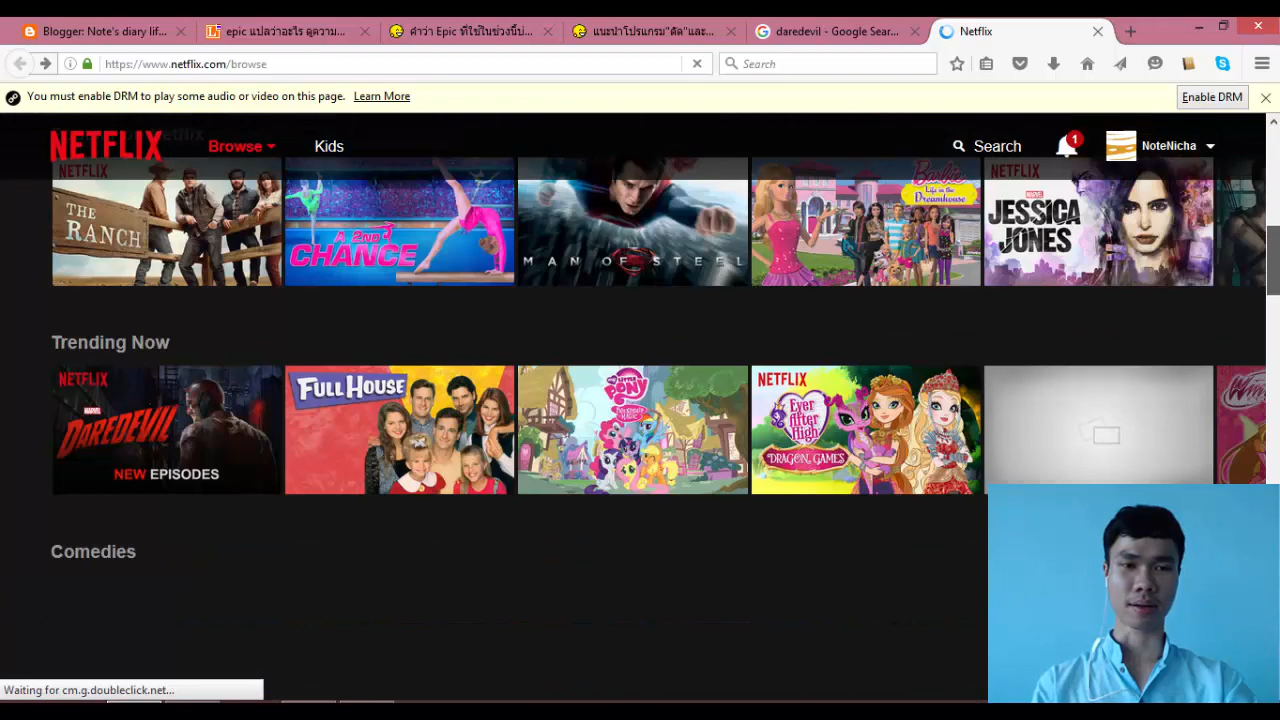 Blogger: Note's diary lif...
epic แปลว่าอะไร ดูความ...
คำว่า Epic ที่ใช้ในช่วงนี้ป...
แนะนำโปรแกรม"ตัด"และ...
daredevil - Google Sear...
Netflix
https://www.netflix.com/browse
Search
You must enable DRM to play some audio or video on this page. Learn More
Enable DRM
NETFLIX
Browse
Kids
Search
1
NoteNicha
NETFLIX
THE RANCH
A 2ND CHANCE
MAN OF STEEL
Barbie
Life in the Dreamhouse
NETFLIX
MARVEL
JESSICA JONES
Trending Now
NETFLIX
MARVEL
DAREDEVIL
NEW EPISODES
FULL HOUSE
MY LITTLE PONY
NETFLIX
EVER AFTER HIGH
DRAGON GAMES
Winx
Comedies
Waiting for cm.g.doubleclick.net...